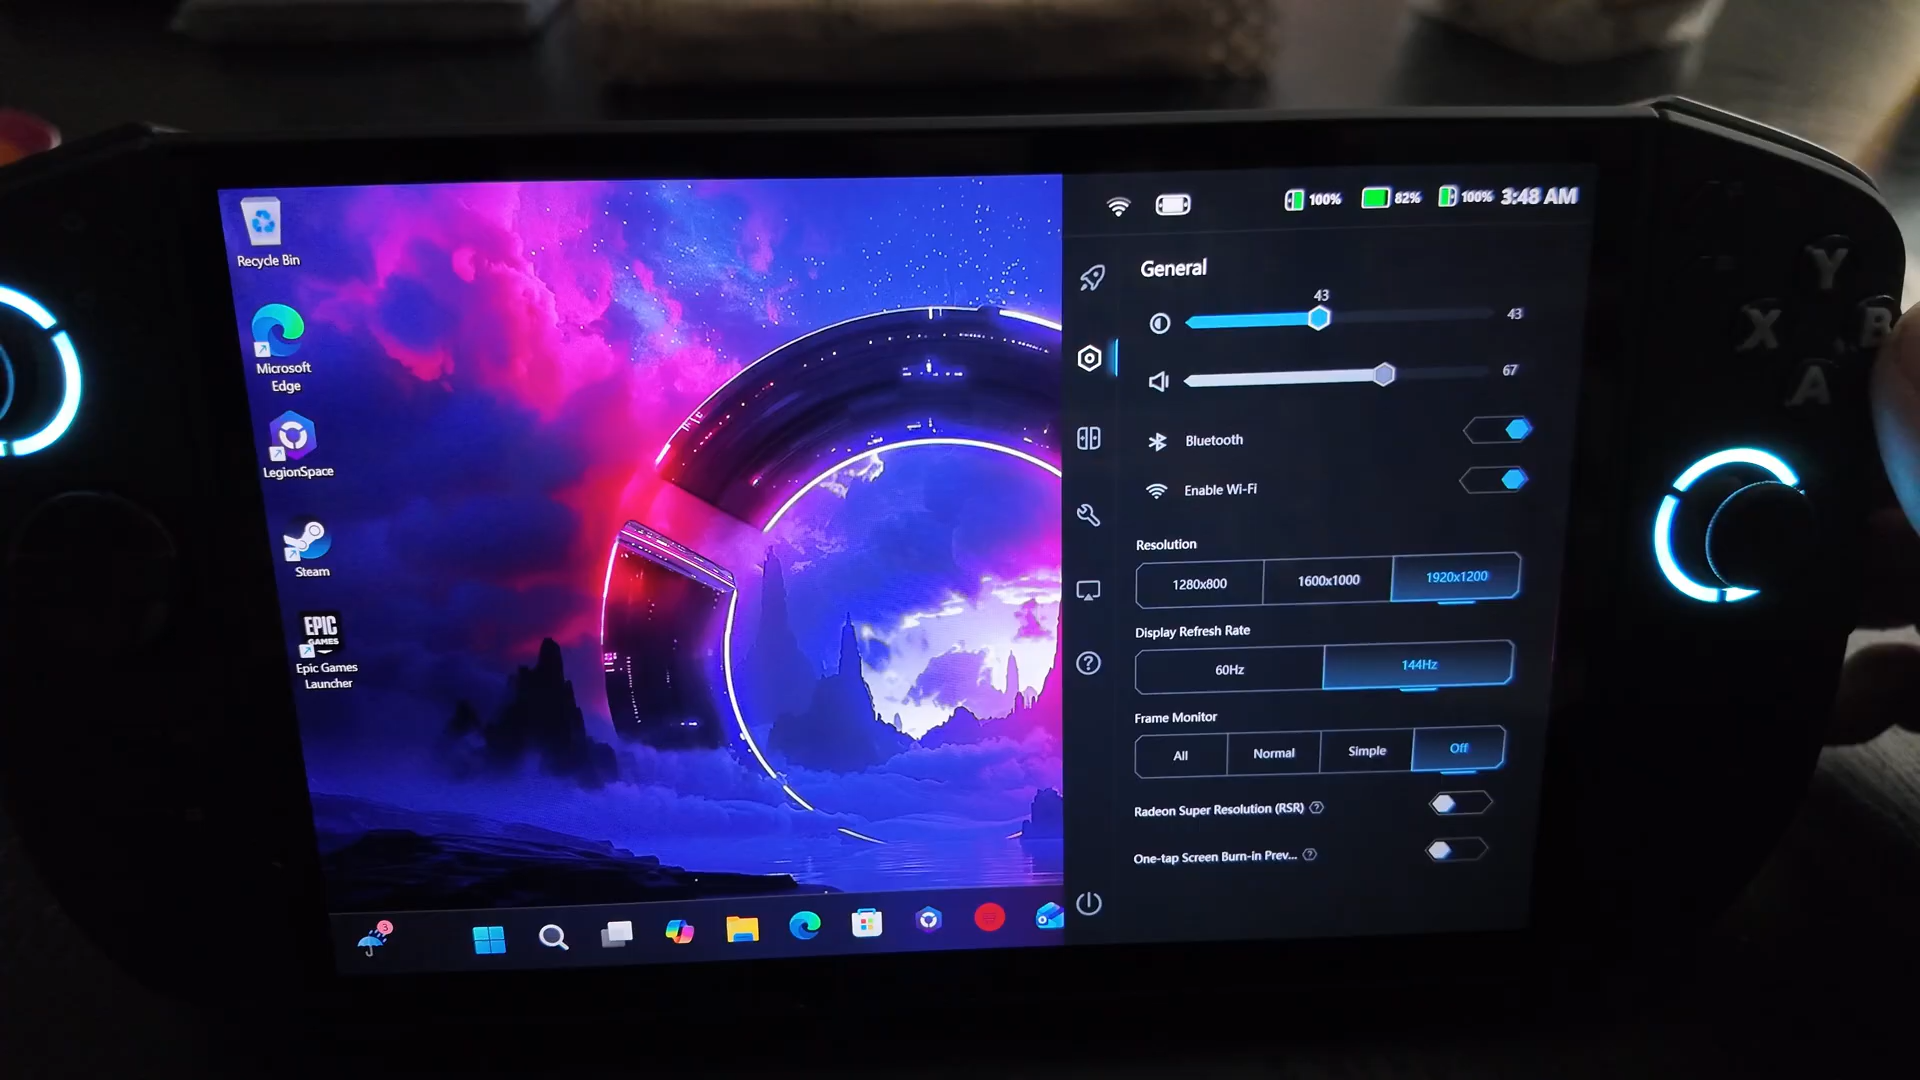 Recycle Bin
Microsoft
Edge
LegionSpace
Steam
EPIC
GAMES
Epic Games
Launcher
3
100%
82%
100%
3:48 AM
General
43
43
67
Bluetooth
Enable Wi-Fi
Resolution
1280x800
1600x1000
1920x1200
Display Refresh Rate
60Hz
144Hz
Frame Monitor
All
Normal
Simple
Off
Radeon Super Resolution (RSR) ?
One-tap Screen Burn-in Prev... ?
?
Y
X
B
A